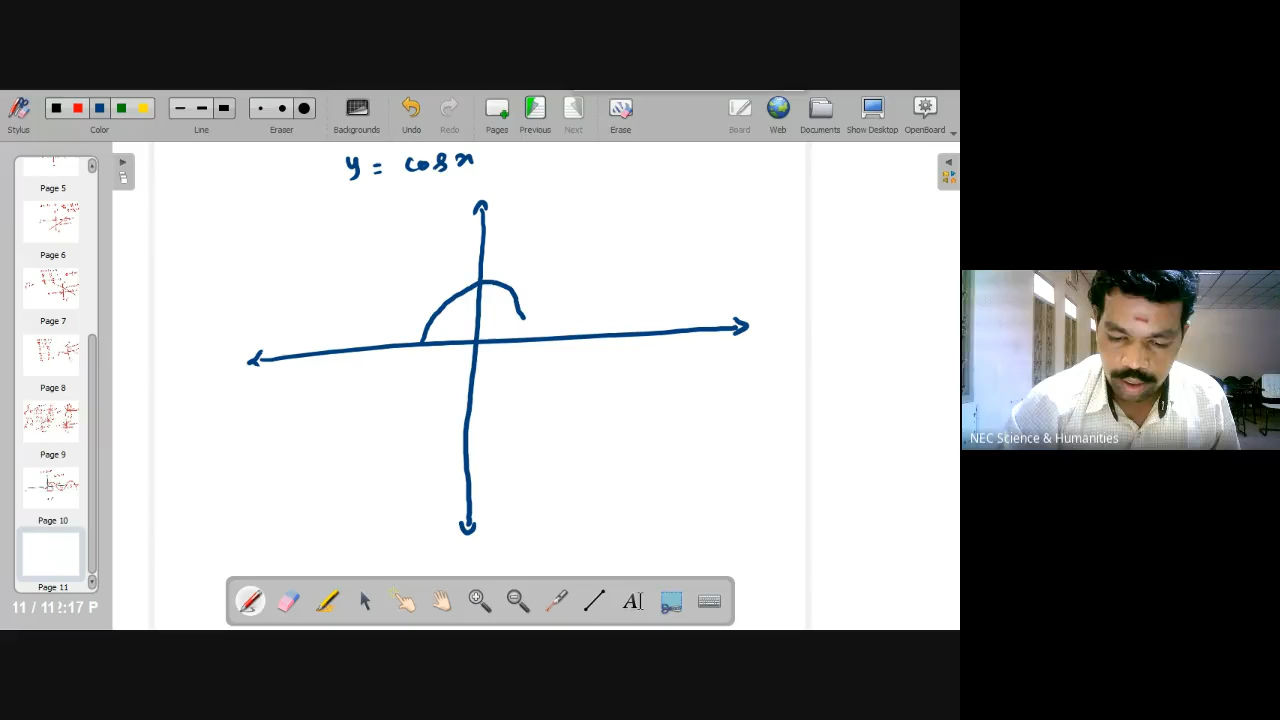 Stylus
Color
Line
Eraser
Backgrounds
Undo
Redo
Pages
Previous
Next
Erase
Board
Web
Documents
Show Desktop
OpenBoard
y = cos x
Page 5
Page 6
Page 7
Page 8
Page 9
Page 10
Page 11
NEC Science & Humanities